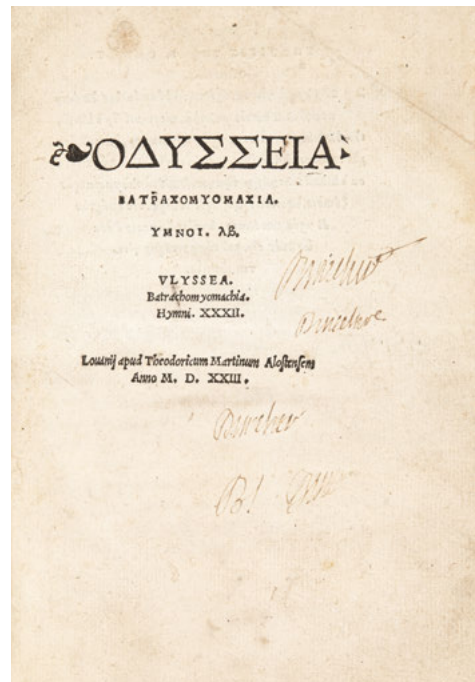 ΟΔΥΣΣΕΙΑ
ΒΑΤΡΑΧΟΜΥΟΜΑΧΙΑ.
ΥΜΝΟΙ. λβ.
VLYSSEA.
Batrachomyomachia.
Hymni. XXXII.
Louanij apud Theodoricum Martinum Alostensem
Anno M. D. XXIII.